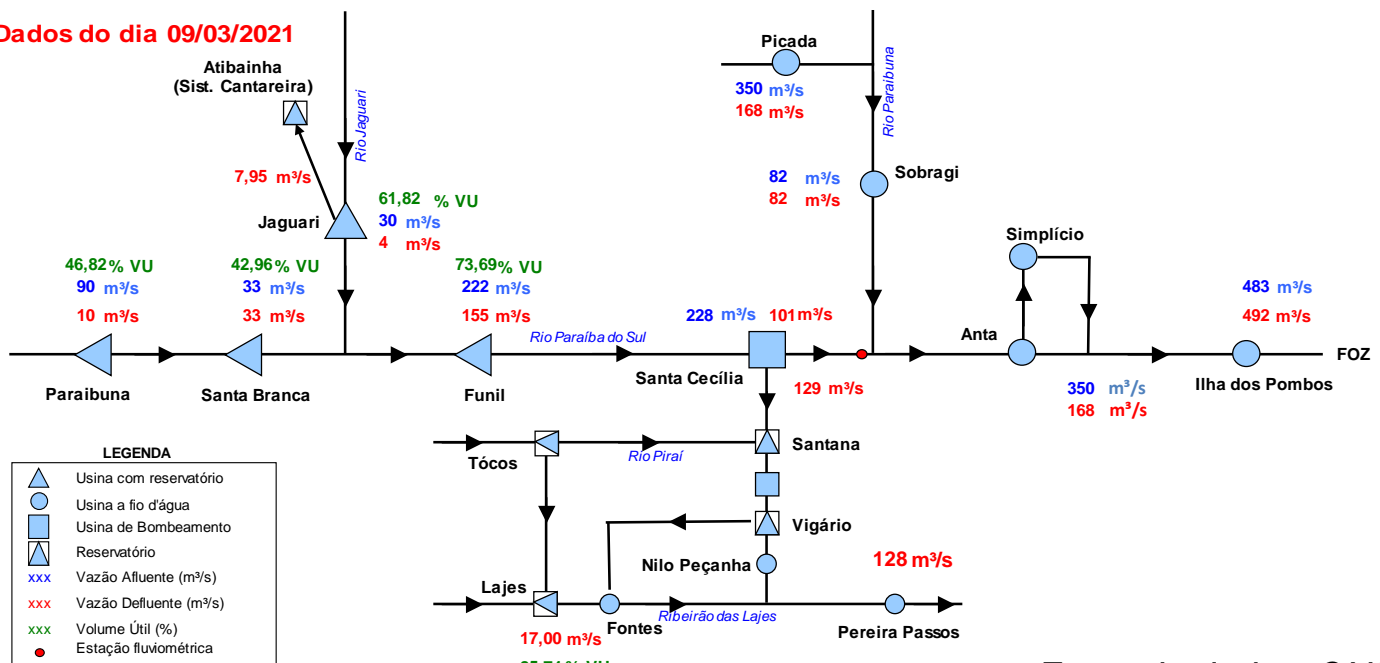 Dados do dia 09/03/2021
Picada
350 m³/s
168 m³/s
Rio Paraibuna
Atibainha
(Sist. Cantareira)
Rio Jaguari
7,95 m³/s
82 m³/s
82 m³/s
Sobragi
61,82 % VU
30 m³/s
4 m³/s
Jaguari
Simplício
46,82 % VU
90 m³/s
10 m³/s
42,96 % VU
33 m³/s
33 m³/s
73,69 % VU
222 m³/s
155 m³/s
Rio Paraíba do Sul
228 m³/s 101 m³/s
483 m³/s
492 m³/s
Anta
FOZ
Paraibuna
Santa Branca
Funil
Santa Cecília
129 m³/s
350 m³/s
168 m³/s
Ilha dos Pombos
Tócos
Rio Piraí
Santana
Vigário
Nilo Peçanha
128 m³/s
Lajes
Fontes
Ribeirão das Lajes
Pereira Passos
17,00 m³/s
LEGENDA
Usina com reservatório
Usina a fio d'água
Usina de Bombeamento
Reservatório
xxx Vazão Afluente (m³/s)
xxx Vazão Defluente (m³/s)
xxx Volume Útil (%)
Estação fluviométrica